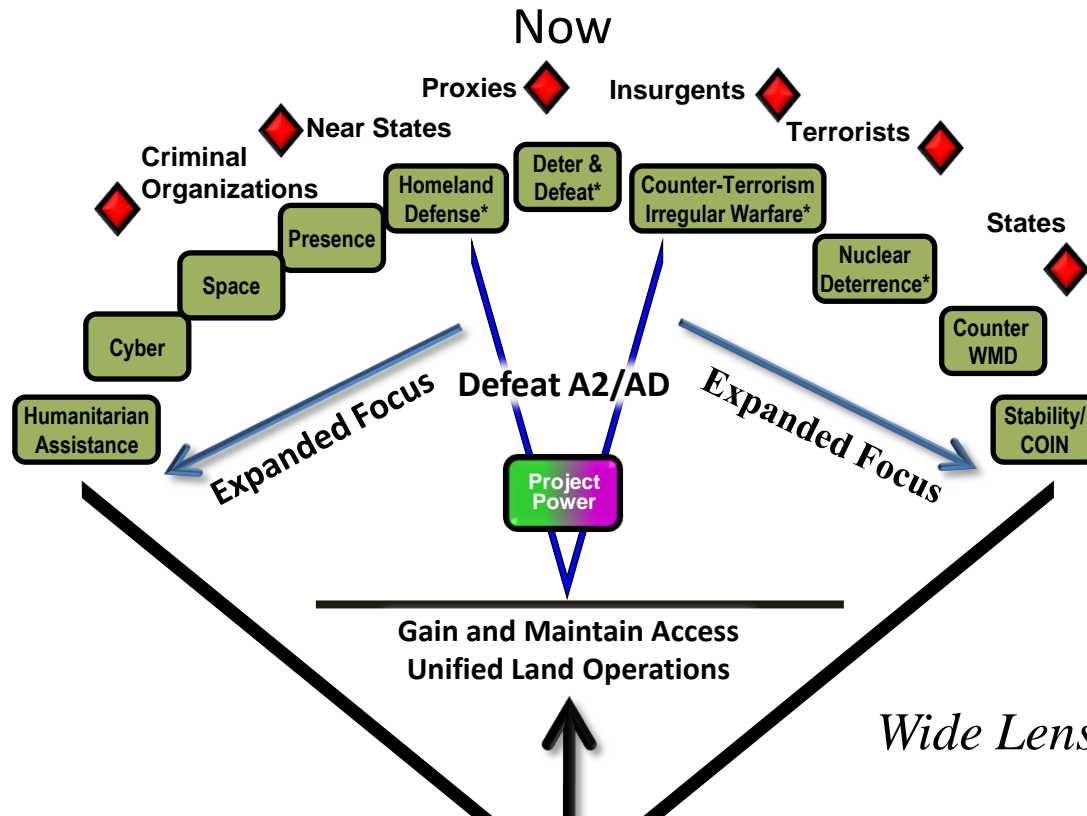 Now
Proxies
Insurgents
Near States
Terrorists
Criminal
Organizations
States
Deter &
Defeat*
Homeland
Defense*
Counter-Terrorism
Irregular Warfare*
Presence
Nuclear
Deterrence*
Space
Cyber
Counter
WMD
Humanitarian
Assistance
Stability/
COIN
Expanded Focus
Defeat A2/AD
Expanded Focus
Project
Power
Gain and Maintain Access
Unified Land Operations
Wide Lens